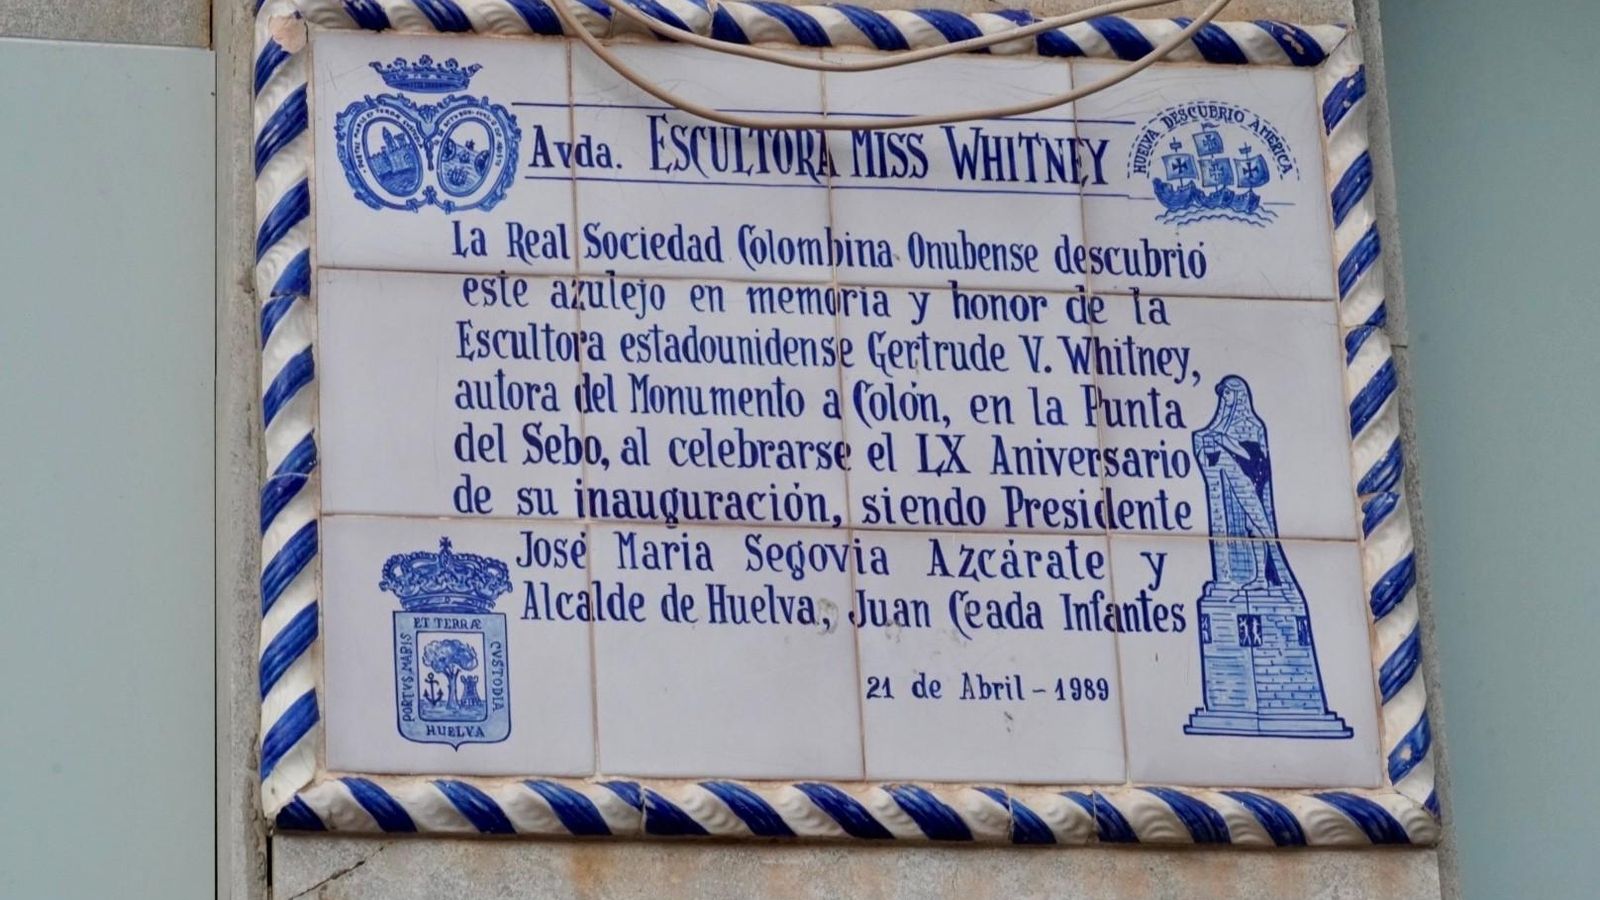 Avda. ESCULTORA MISS WHITNEY
HUELVA DESCUBRIO AMERICA
La Real Sociedad Colombina Onubense descubrió
este azulejo en memoria y honor de la
Escultora estadounidense Gertrude V. Whitney,
autora del Monumento a Colón, en la Punta
del Sebo, al celebrarse el LX Aniversario
de su inauguración, siendo Presidente
José Maria Segovia Azcárate y
Alcalde de Huelva, Juan Ceada Infantes
21 de Abril - 1989
ET TERRÆ
PORTVS MARIS
CVSTODIA
HUELVA